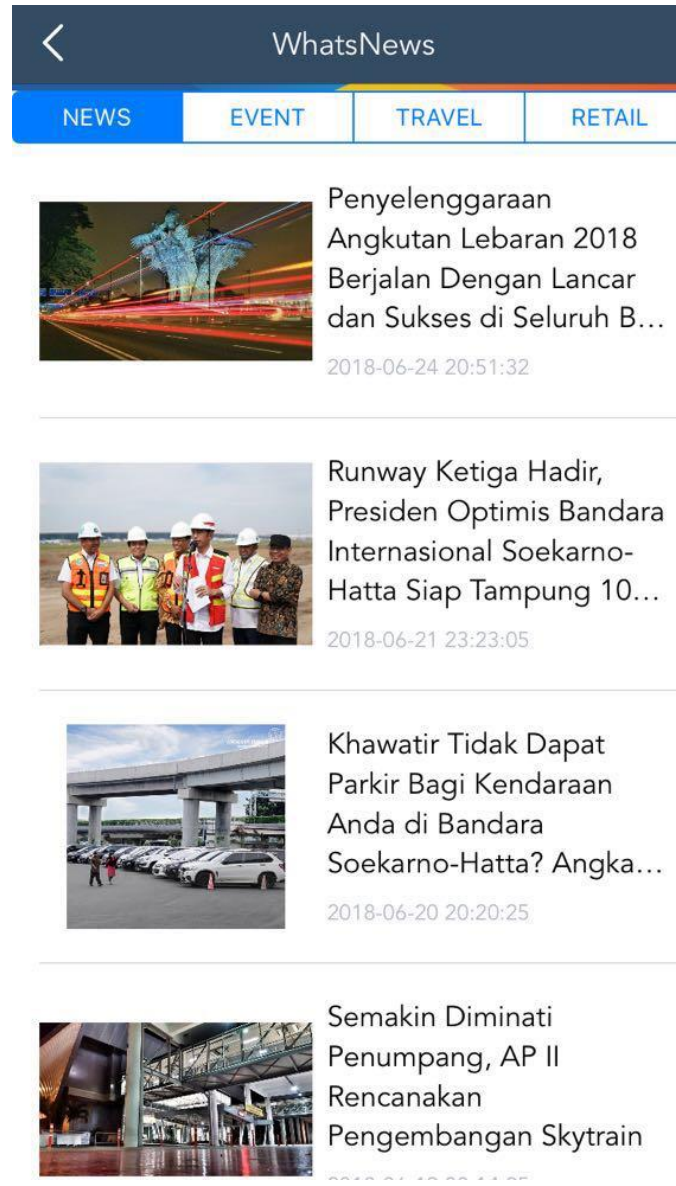 WhatsNews
NEWS
EVENT
TRAVEL
RETAIL
Penyelenggaraan
Angkutan Lebaran 2018
Berjalan Dengan Lancar
dan Sukses di Seluruh B...
2018-06-24 20:51:32
Runway Ketiga Hadir,
Presiden Optimis Bandara
Internasional Soekarno-
Hatta Siap Tampung 10...
2018-06-21 23:23:05
Khawatir Tidak Dapat
Parkir Bagi Kendaraan
Anda di Bandara
Soekarno-Hatta? Angka...
2018-06-20 20:20:25
Semakin Diminati
Penumpang, AP II
Rencanakan
Pengembangan Skytrain